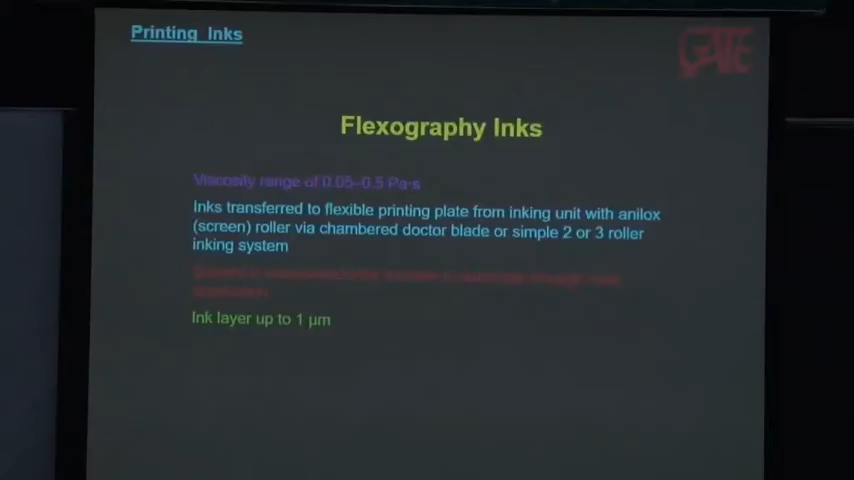 Printing Inks
GATE
Flexography Inks
Viscosity range of 0.05–0.5 Pa·s
Inks transferred to flexible printing plate from inking unit with anilox
(screen) roller via chambered doctor blade or simple 2 or 3 roller
inking system
Ink layer up to 1 µm